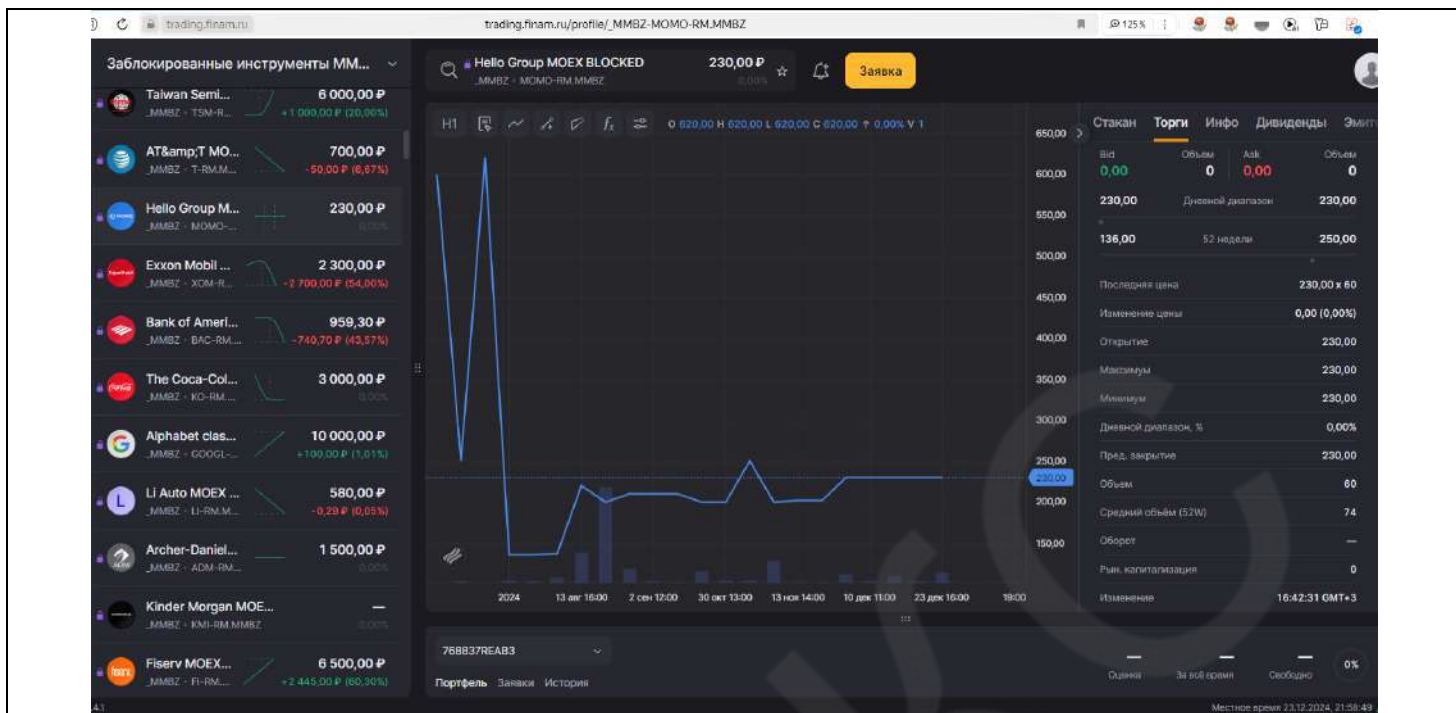 trading.finam.ru
trading.finam.ru/profile/_MMBZ-MOMO-RM.MMBZ
125 %
Заблокированные инструменты MM...
Taiwan Semi...
6 000,00 ₽
_MMBZ - TSM-R...
+1 000,00 ₽ (20,00%)
AT&amp;T MO...
700,00 ₽
_MMBZ - T-RM.M...
-50,00 ₽ (6,67%)
Hello Group M...
230,00 ₽
_MMBZ - MOMO-...
0,00%
Exxon Mobil ...
2 300,00 ₽
_MMBZ - XOM-R...
-2 700,00 ₽ (54,00%)
Bank of Ameri...
959,30 ₽
_MMBZ - BAC-RM...
-740,70 ₽ (43,57%)
The Coca-Col...
3 000,00 ₽
_MMBZ - KO-RM....
0,00%
Alphabet clas...
10 000,00 ₽
_MMBZ - GOOGL-...
+100,00 ₽ (1,01%)
Li Auto MOEX ...
580,00 ₽
_MMBZ - LI-RM.M...
-0,29 ₽ (0,05%)
Archer-Daniel...
1 500,00 ₽
_MMBZ - ADM-RM...
0,00%
Kinder Morgan MOE...
—
_MMBZ - KMI-RM.MMBZ
0,00%
Fiserv MOEX...
6 500,00 ₽
_MMBZ - FI-RM....
+2 445,00 ₽ (60,30%)
4.1
Hello Group MOEX BLOCKED
230,00 ₽
_MMBZ - MOMO-RM.MMBZ
0,00%
Заявка
H1
O 620,00 H 620,00 L 620,00 C 620,00 0,00% V 1
650,00
600,00
550,00
500,00
450,00
400,00
350,00
300,00
250,00
230,00
200,00
150,00
2024 13 авг 16:00 2 сен 12:00 30 окт 13:00 13 ноя 14:00 10 дек 11:00 23 дек 16:00 19:00
Стакан Торги Инфо Дивиденды Эмит
Bid Объем Ask Объем
0,00 0 0,00 0
230,00 Дневной диапазон 230,00
136,00 52 недели 250,00
Последняя цена 230,00 x 60
Изменение цены 0,00 (0,00%)
Открытие 230,00
Максимум 230,00
Минимум 230,00
Дневной диапазон, % 0,00%
Пред. закрытие 230,00
Объем 60
Средний объём (52W) 74
Оборот —
Рын. капитализация 0
Изменение 16:42:31 GMT+3
768837REAB3
Портфель Заявки История
— — —
Оценка За всё время Свободно
0%
Местное время 23.12.2024, 21:58:49